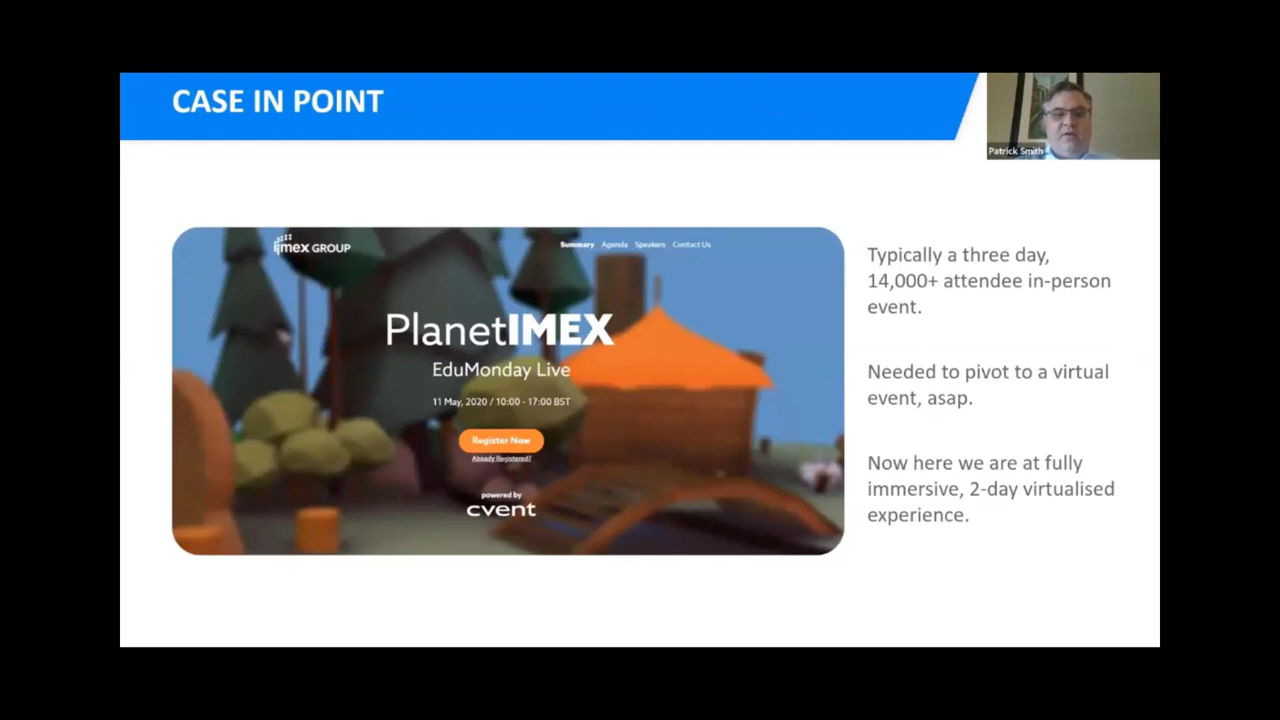 CASE IN POINT
Patrick Smith
imex GROUP
Summary Agenda Speakers Contact Us
PlanetIMEX
EduMonday Live
11 May, 2020 / 10:00 - 17:00 BST
Register Now
Already Registered?
powered by
cvent
Typically a three day,
14,000+ attendee in-person
event.
Needed to pivot to a virtual
event, asap.
Now here we are at fully
immersive, 2-day virtualised
experience.